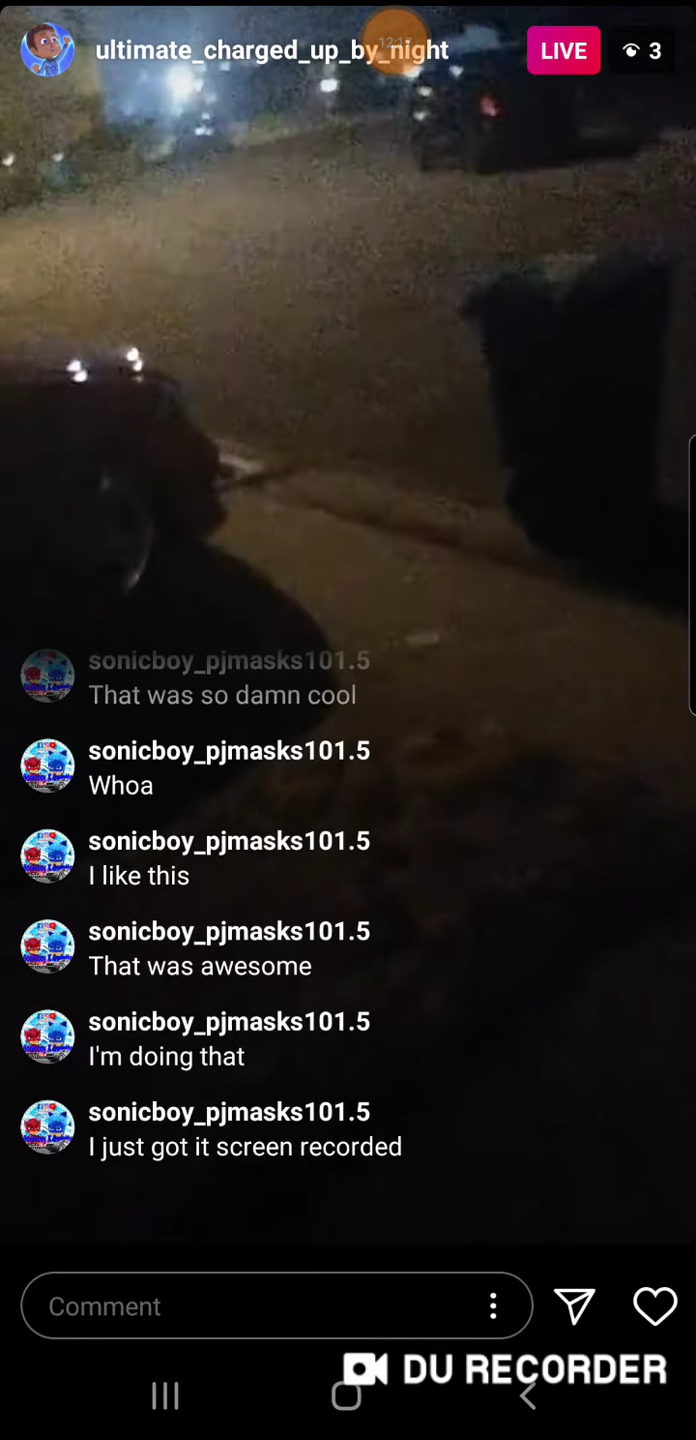 ultimate_charged_up_by_night
LIVE
3
sonicboy_pjmasks101.5
That was so damn cool
sonicboy_pjmasks101.5
Whoa
sonicboy_pjmasks101.5
I like this
sonicboy_pjmasks101.5
That was awesome
sonicboy_pjmasks101.5
I'm doing that
sonicboy_pjmasks101.5
I just got it screen recorded
Comment
DU RECORDER